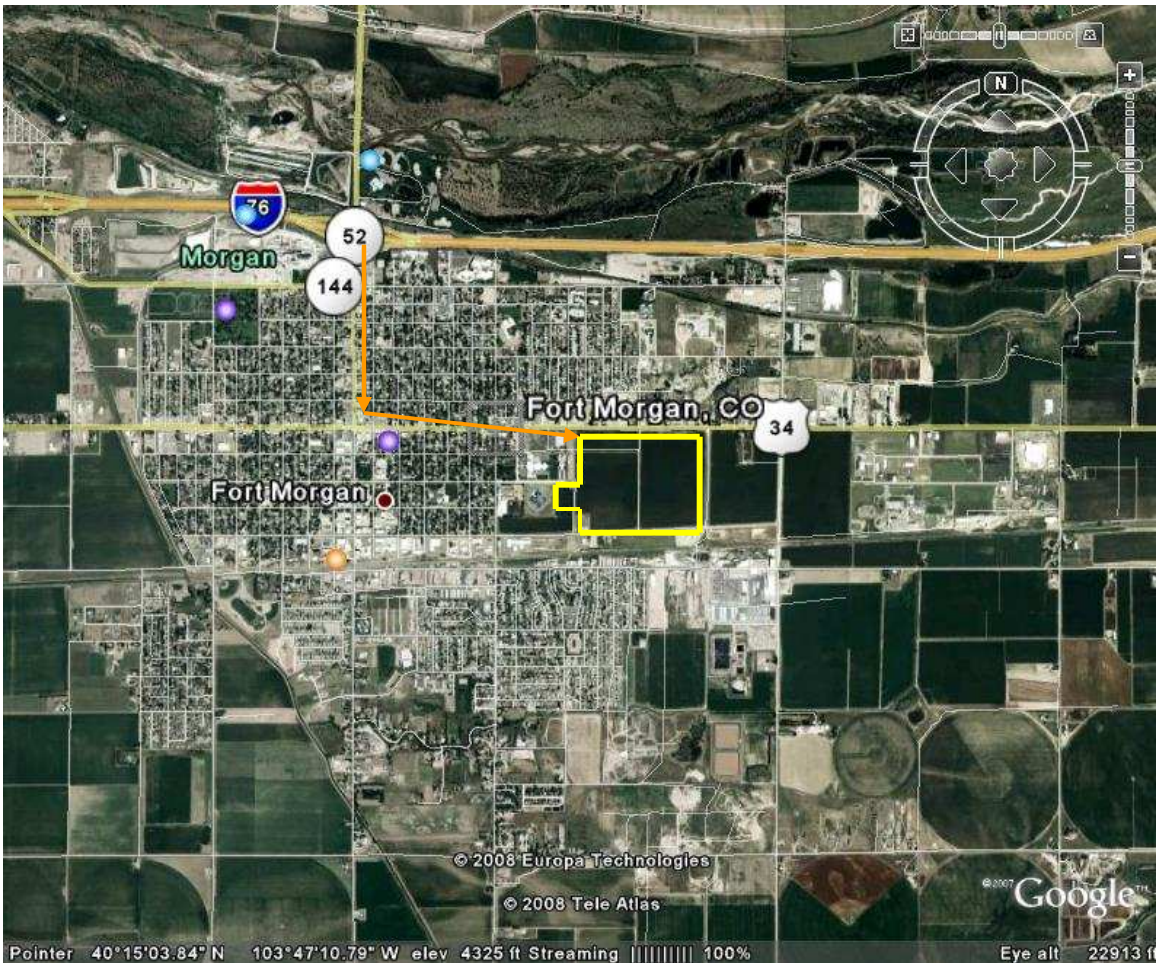 N
76
52
Morgan
144
Fort Morgan, CO
34
Fort Morgan
© 2008 Europa Technologies
©2007 Google™
© 2008 Tele Atlas
Pointer 40°15'03.84" N 103°47'10.79" W elev 4325 ft Streaming |||||||||| 100% Eye alt 22913 ft